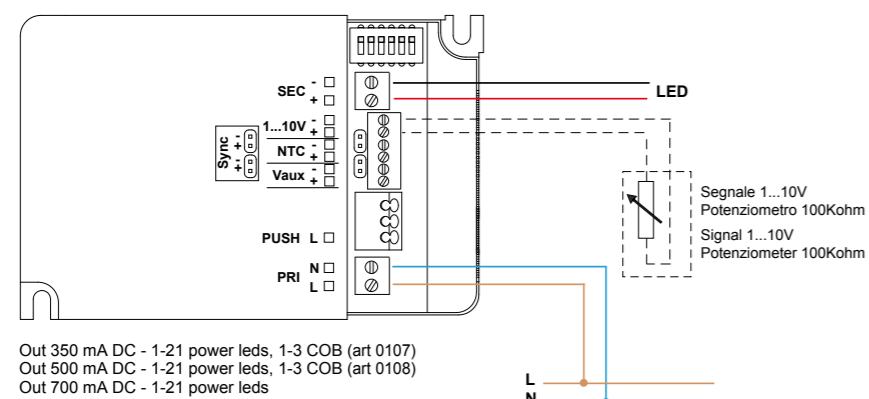 SEC -
+
1...10V -
+
NTC -
+
Vaux -
+
Sync
+ -
+ -
PUSH L
PRI N
L
LED
Segnale 1...10V
Potenziometro 100Kohm
Signal 1...10V
Potenziometer 100Kohm
Out 350 mA DC - 1-21 power leds, 1-3 COB (art 0107)
Out 500 mA DC - 1-21 power leds, 1-3 COB (art 0108)
Out 700 mA DC - 1-21 power leds
L
N